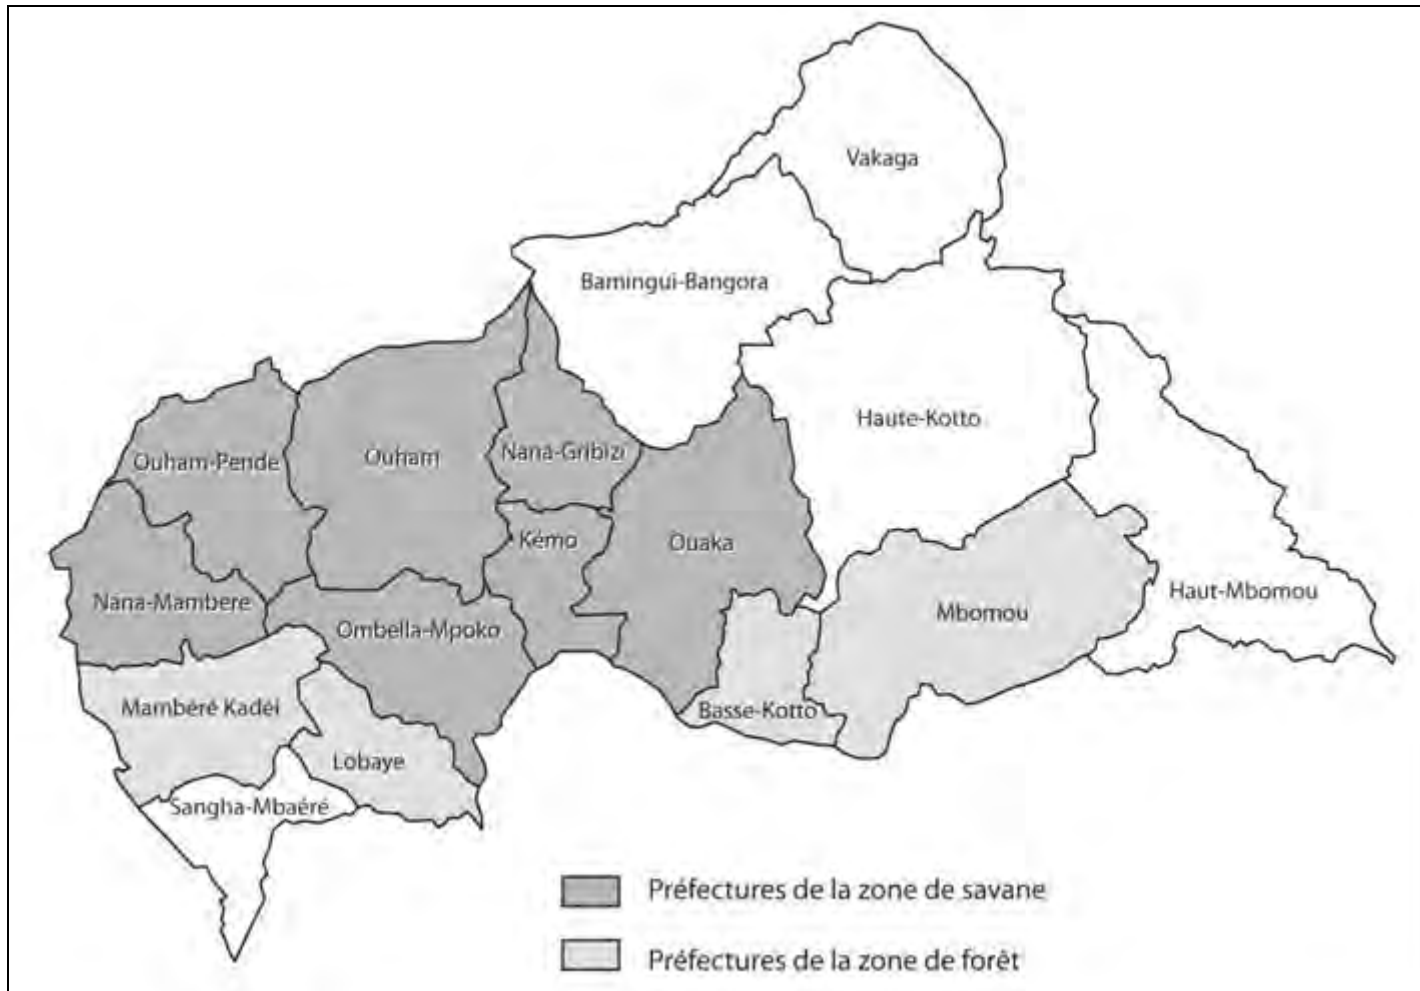 Vakaga
Bamingui-Bangora
Haute-Kotto
Ouham-Pende
Ouham
Nana-Gribizi
Kémo
Ouaka
Nana-Mambere
Ombella-Mpoko
Mbomou
Haut-Mbomou
Mambéré Kadéi
Basse-Kotto
Lobaye
Sangha-Mbaéré
Préfectures de la zone de savane
Préfectures de la zone de forêt